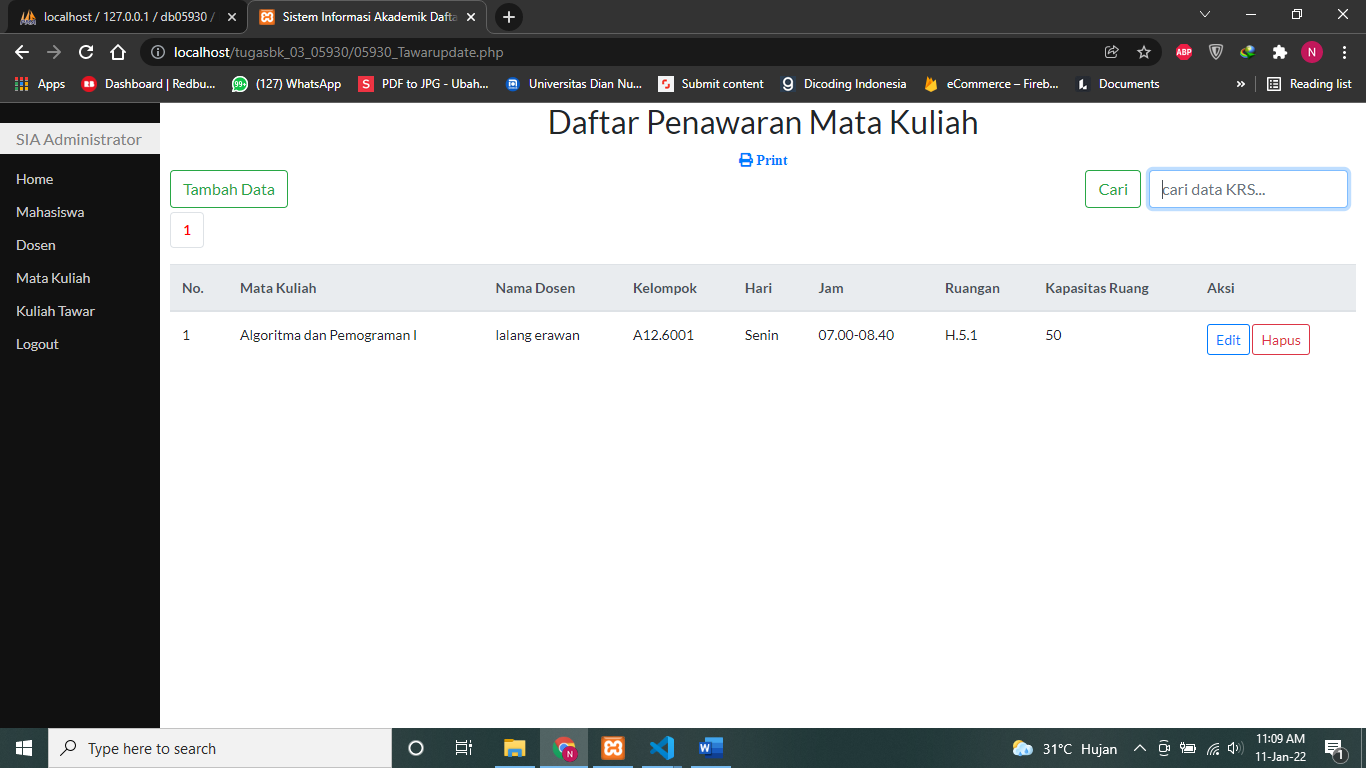 localhost / 127.0.0.1 / db05930 /
Sistem Informasi Akademik Dafta
localhost/tugasbk_03_05930/05930_Tawarupdate.php
ABP
N
Apps
Dashboard | Redbu...
99+
(127) WhatsApp
S
PDF to JPG - Ubah...
Universitas Dian Nu...
Submit content
Dicoding Indonesia
eCommerce – Fireb...
Documents
»
Reading list
SIA Administrator
Home
Mahasiswa
Dosen
Mata Kuliah
Kuliah Tawar
Logout
Daftar Penawaran Mata Kuliah
Print
Tambah Data
Cari
cari data KRS...
1
No. Mata Kuliah Nama Dosen Kelompok Hari Jam Ruangan Kapasitas Ruang Aksi
1 Algoritma dan Pemograman I lalang erawan A12.6001 Senin 07.00-08.40 H.5.1 50 Edit Hapus
Type here to search
N
31°C Hujan
11:09 AM
11-Jan-22
1